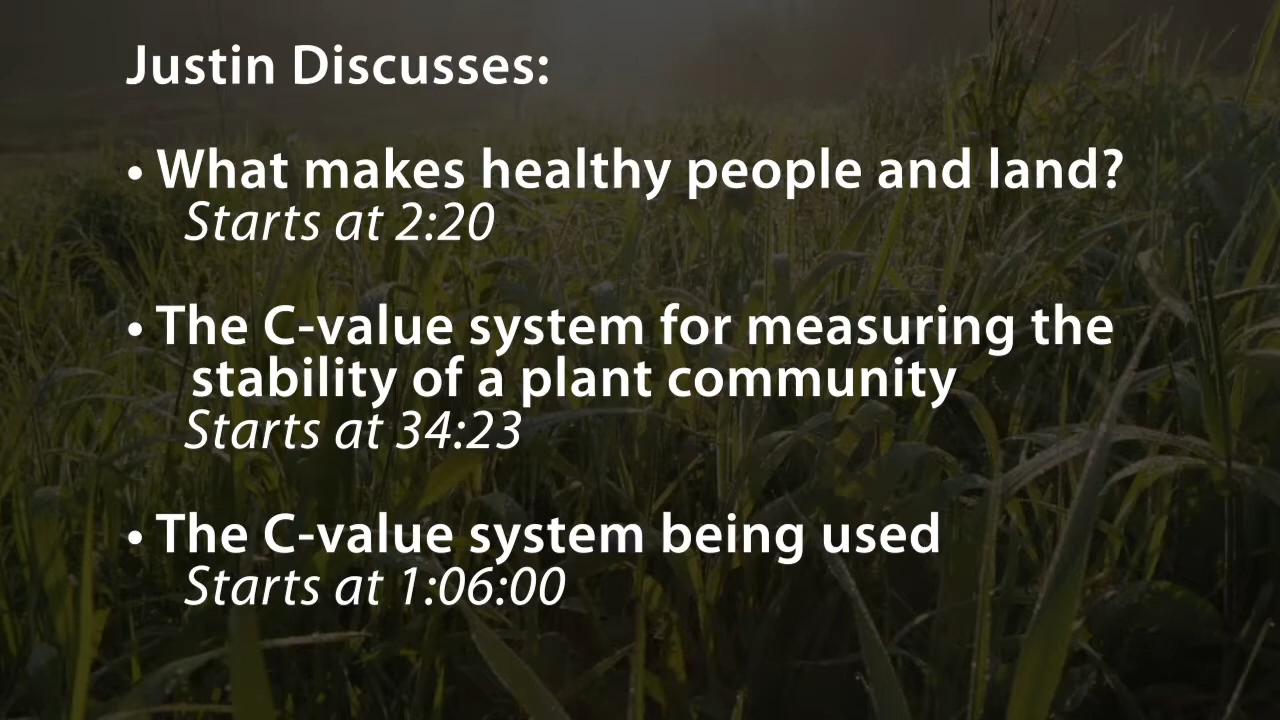 Justin Discusses:
• What makes healthy people and land?
Starts at 2:20
• The C-value system for measuring the
stability of a plant community
Starts at 34:23
• The C-value system being used
Starts at 1:06:00